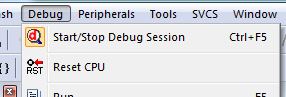 Debug Peripherals Tools SVCS Window
Start/Stop Debug Session Ctrl+F5
RST Reset CPU